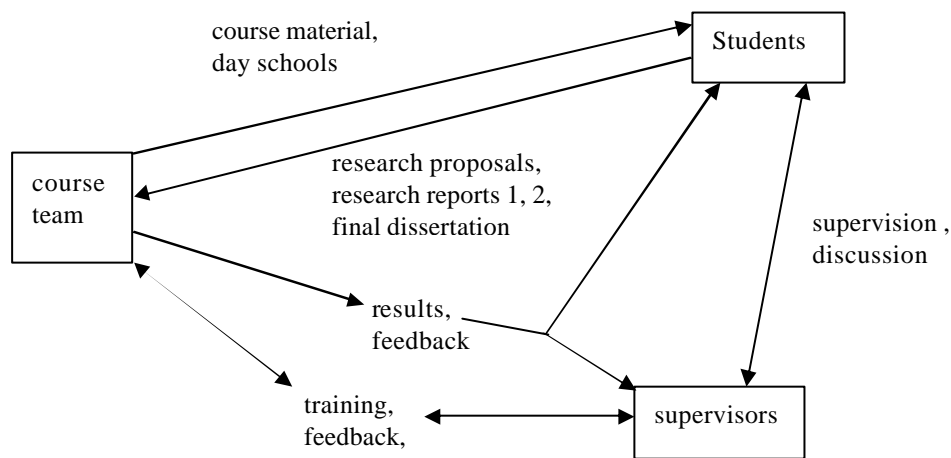 course material,
day schools
Students
course
team
research proposals,
research reports 1, 2,
final dissertation
supervision ,
discussion
results,
feedback
training,
feedback,
supervisors